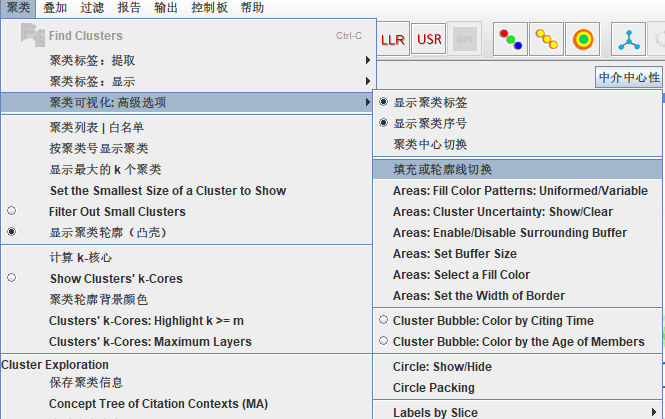 聚类 叠加 过滤 报告 输出 控制板 帮助
Find Clusters Ctrl-C
LLR USR GPT
中介中心性
聚类标签：提取
聚类标签：显示
聚类可视化: 高级选项
聚类列表 | 白名单
按聚类号显示聚类
显示最大的 k 个聚类
Set the Smallest Size of a Cluster to Show
Filter Out Small Clusters
显示聚类轮廓（凸壳）
计算 k-核心
Show Clusters' k-Cores
聚类轮廓背景颜色
Clusters' k-Cores: Highlight k >= m
Clusters' k-Cores: Maximum Layers
Cluster Exploration
保存聚类信息
Concept Tree of Citation Contexts (MA)
显示聚类标签
显示聚类序号
聚类中心切换
填充或轮廓线切换
Areas: Fill Color Patterns: Uniformed/Variable
Areas: Cluster Uncertainty: Show/Clear
Areas: Enable/Disable Surrounding Buffer
Areas: Set Buffer Size
Areas: Select a Fill Color
Areas: Set the Width of Border
Cluster Bubble: Color by Citing Time
Cluster Bubble: Color by the Age of Members
Circle: Show/Hide
Circle Packing
Labels by Slice